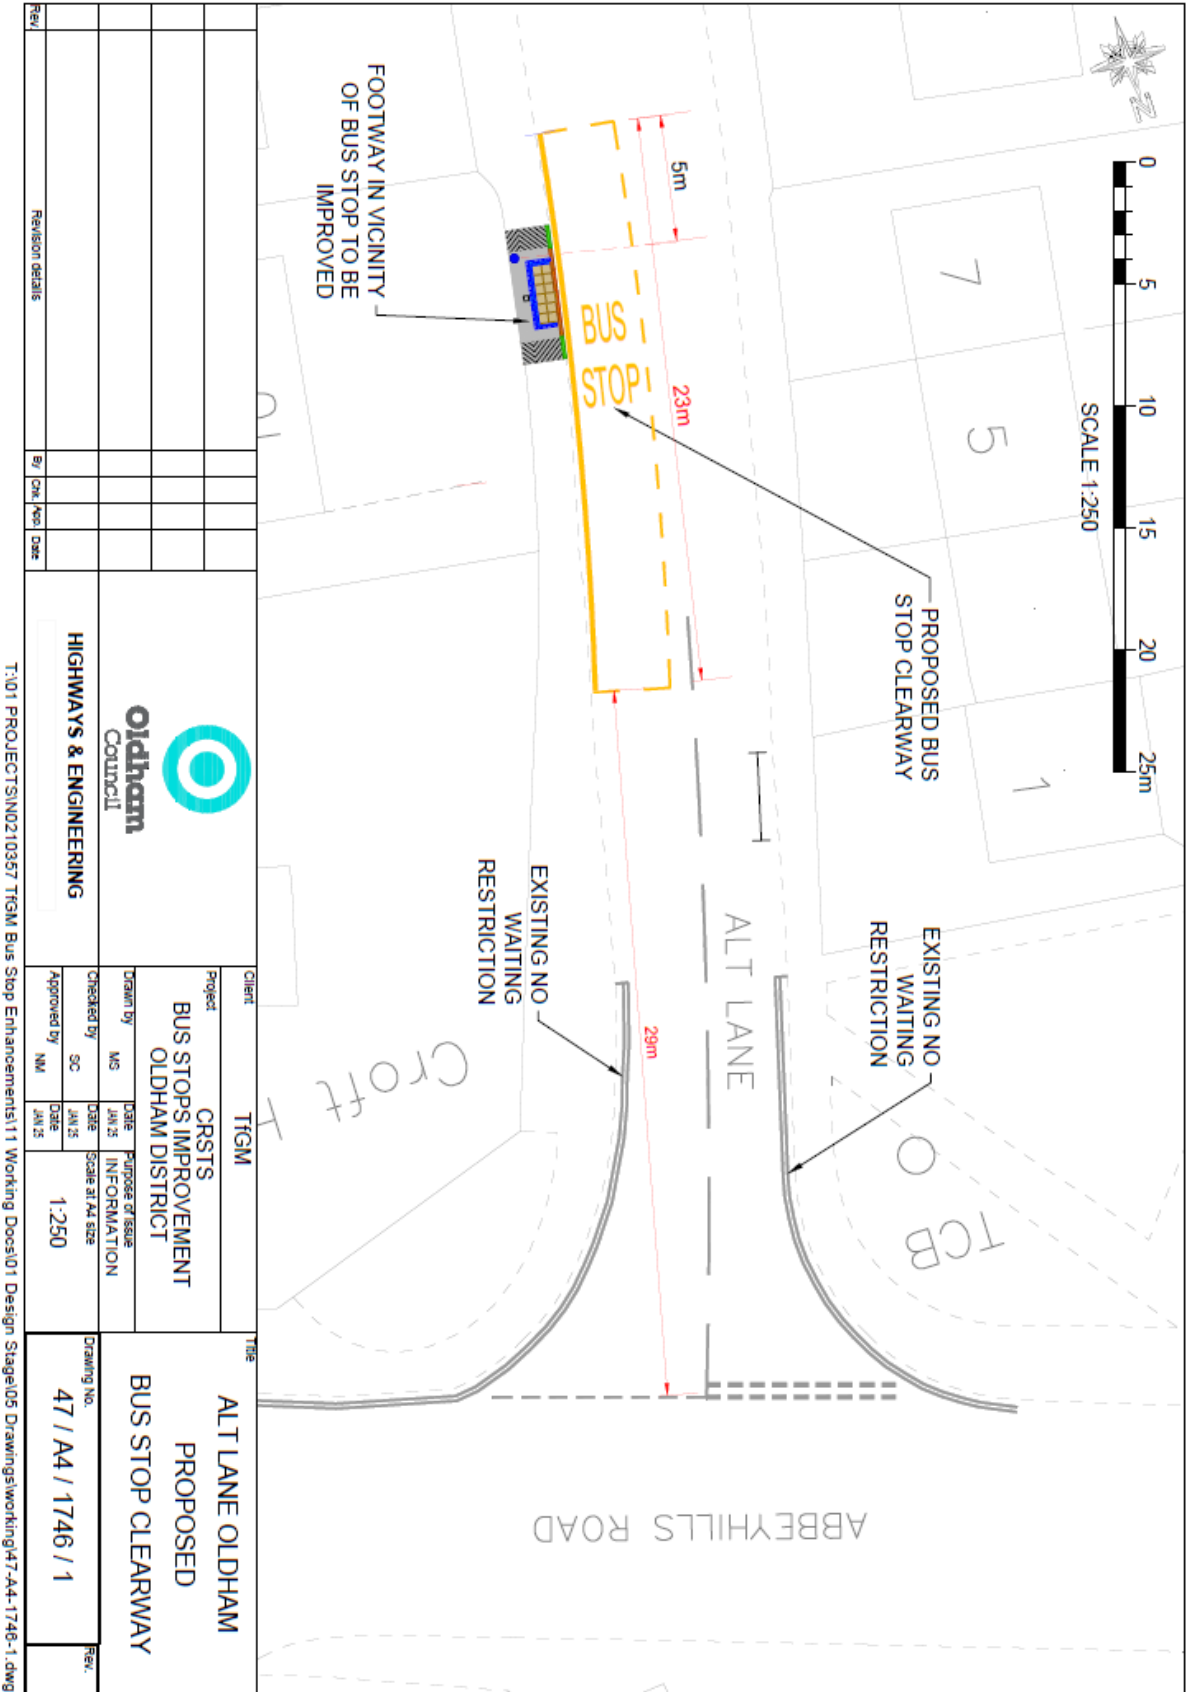 N
0
5
10
15
20
25m
SCALE 1:250
7
5
1
PROPOSED BUS
STOP CLEARWAY
EXISTING NO
WAITING
RESTRICTION
5m
23m
BUS
STOP
FOOTWAY IN VICINITY
OF BUS STOP TO BE
IMPROVED
B
10
ALT LANE
29m
EXISTING NO
WAITING
RESTRICTION
Croft
TCB
ABBEYHILLS ROAD
Rev.
Revision details
By
Chk.
App.
Date
Oldham
Council
HIGHWAYS & ENGINEERING
Client
TfGM
Project
CRSTS
BUS STOPS IMPROVEMENT
OLDHAM DISTRICT
Drawn by
MS
Date
JAN 25
Purpose of Issue
INFORMATION
Checked by
SC
Date
JAN 25
Scale at A4 size
1:250
Approved by
NM
Date
JAN 25
Title
ALT LANE OLDHAM
PROPOSED
BUS STOP CLEARWAY
Drawing No.
47 / A4 / 1746 / 1
Rev.
T:\01 PROJECTS\N0210357 TfGM Bus Stop Enhancements\11 Working Docs\01 Design Stage\05 Drawings\working\47-A4-1746-1.dwg